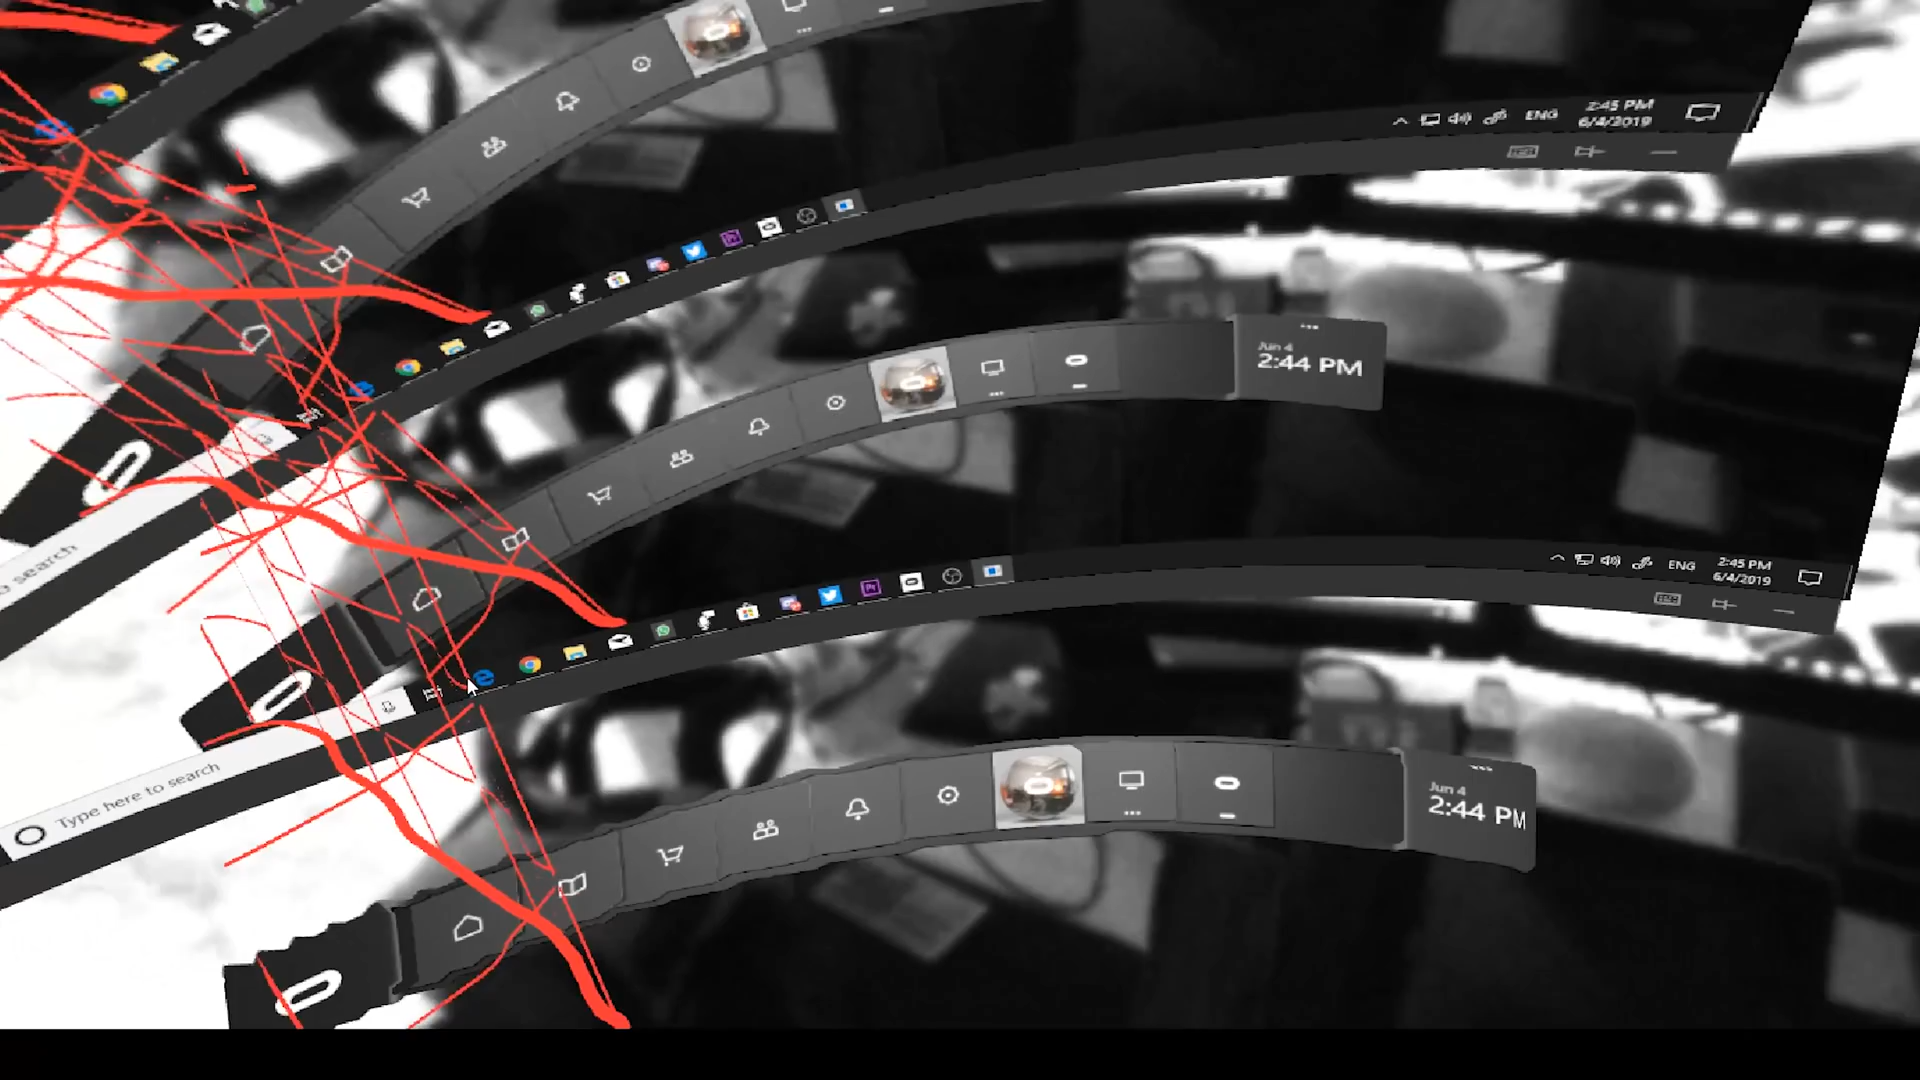 2:45 PM
ENG
6/4/2019
Jun 4
2:44 PM
o search
2:45 PM
ENG
6/4/2019
Type here to search
Jun 4
2:44 PM